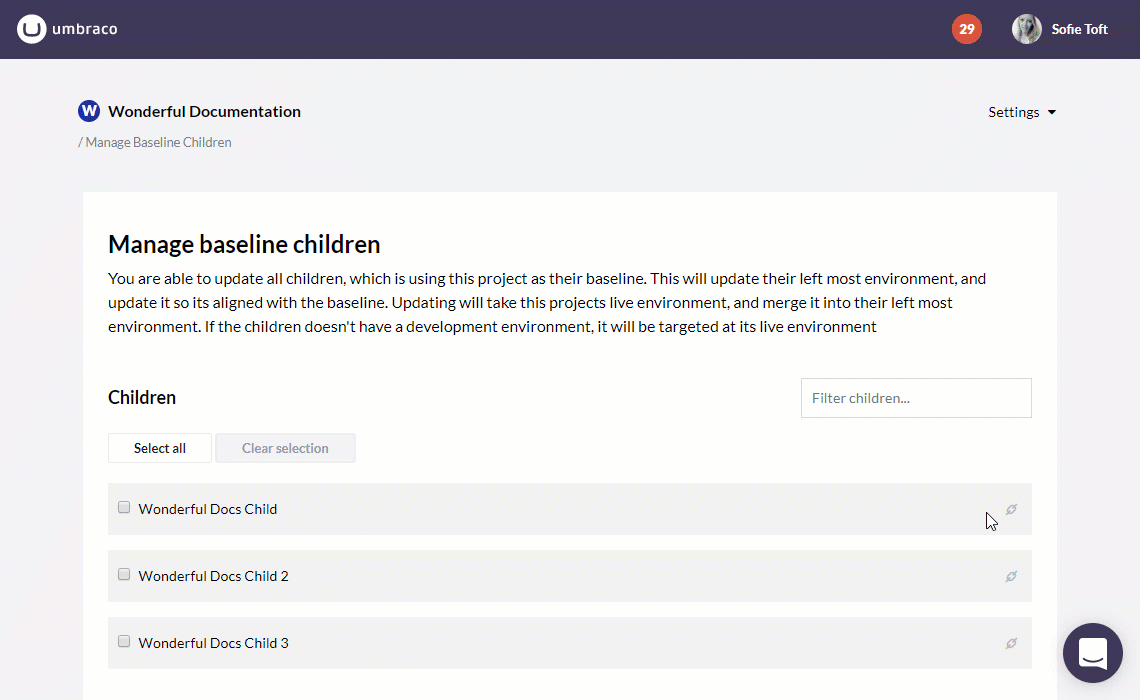 umbraco
29
Sofie Toft
W
Wonderful Documentation
Settings
/ Manage Baseline Children
Manage baseline children
You are able to update all children, which is using this project as their baseline. This will update their left most environment, and
update it so its aligned with the baseline. Updating will take this projects live environment, and merge it into their left most
environment. If the children doesn't have a development environment, it will be targeted at its live environment
Children
Filter children...
Select all
Clear selection
Wonderful Docs Child
Wonderful Docs Child 2
Wonderful Docs Child 3